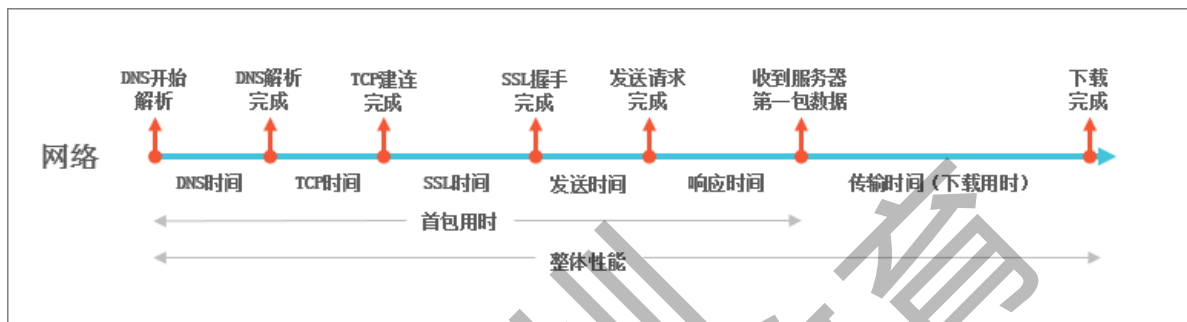 DNS开始
解析
DNS解析
完成
TCP建连
完成
SSL握手
完成
发送请求
完成
收到服务器
第一包数据
下载
完成
网络
DNS时间
TCP时间
SSL时间
发送时间
响应时间
传输时间（下载用时）
首包用时
整体性能